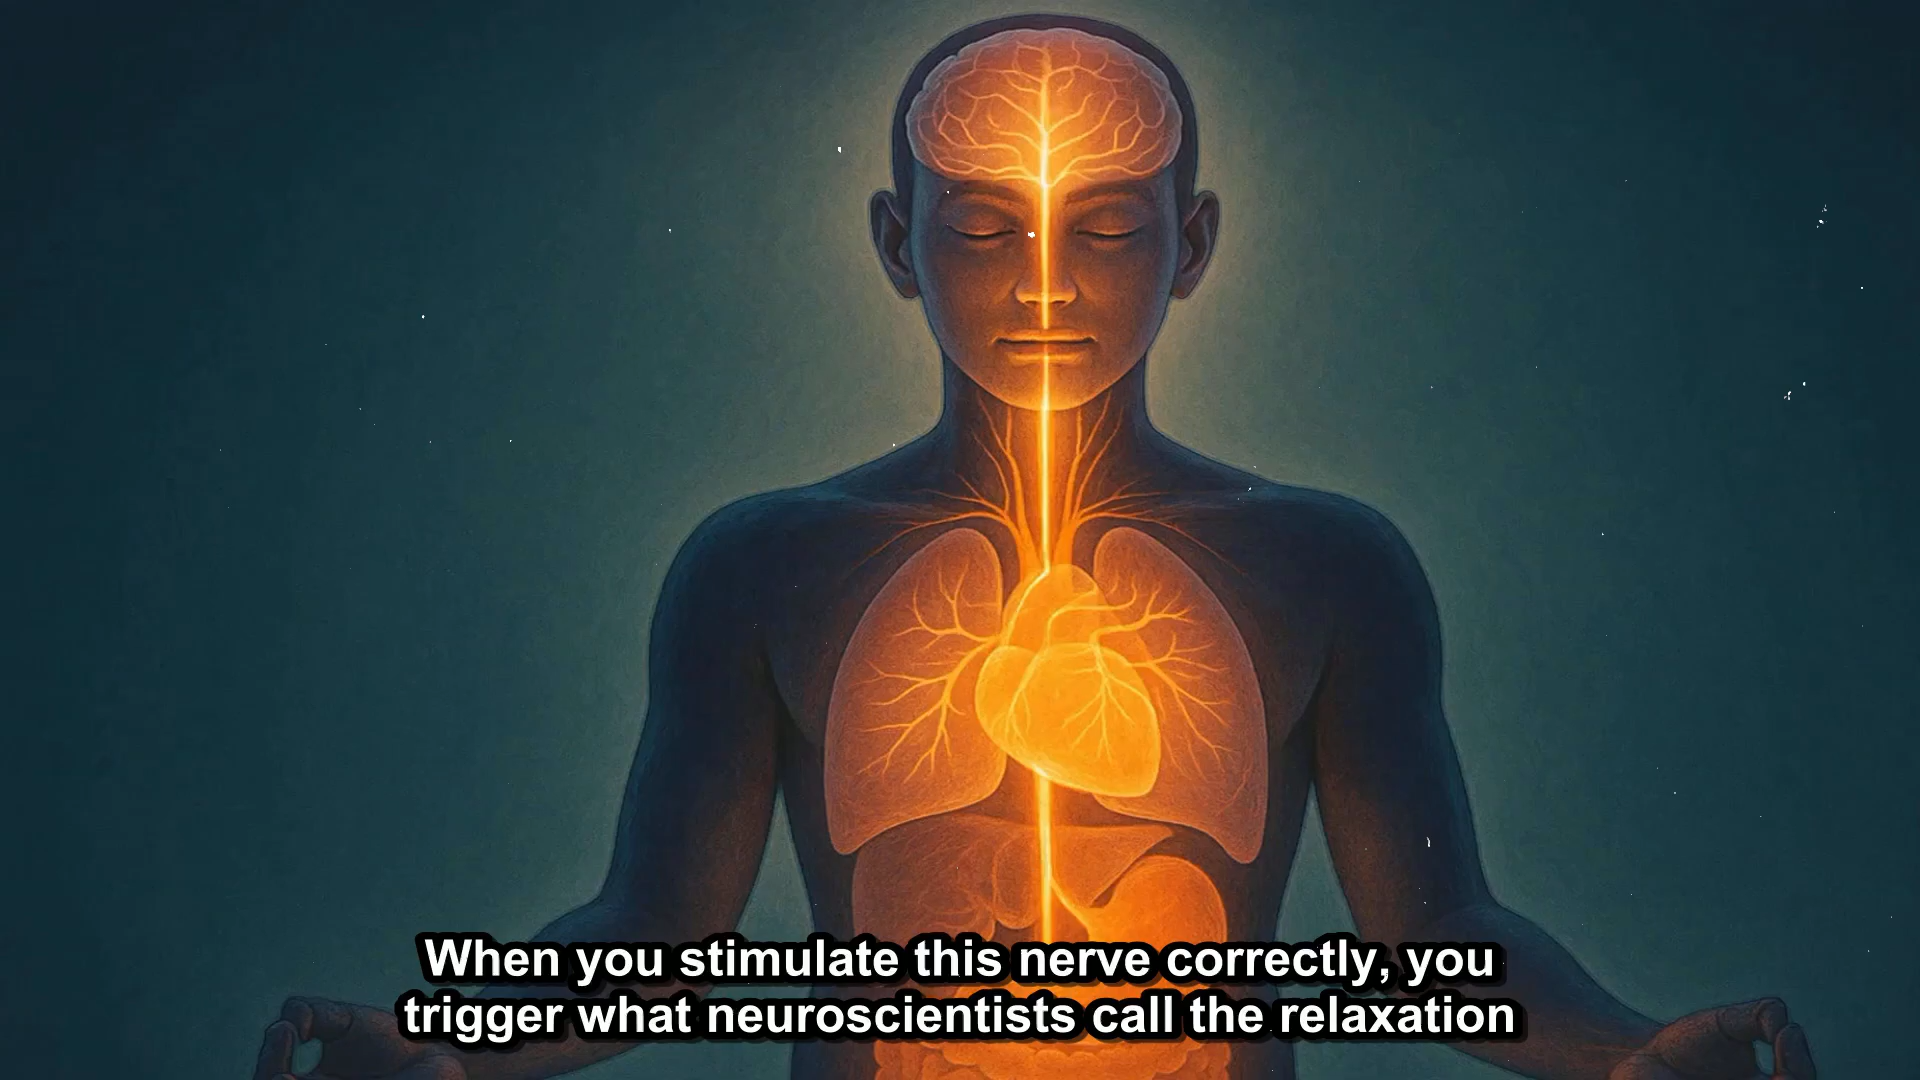 When you stimulate this nerve correctly, you
trigger what neuroscientists call the relaxation